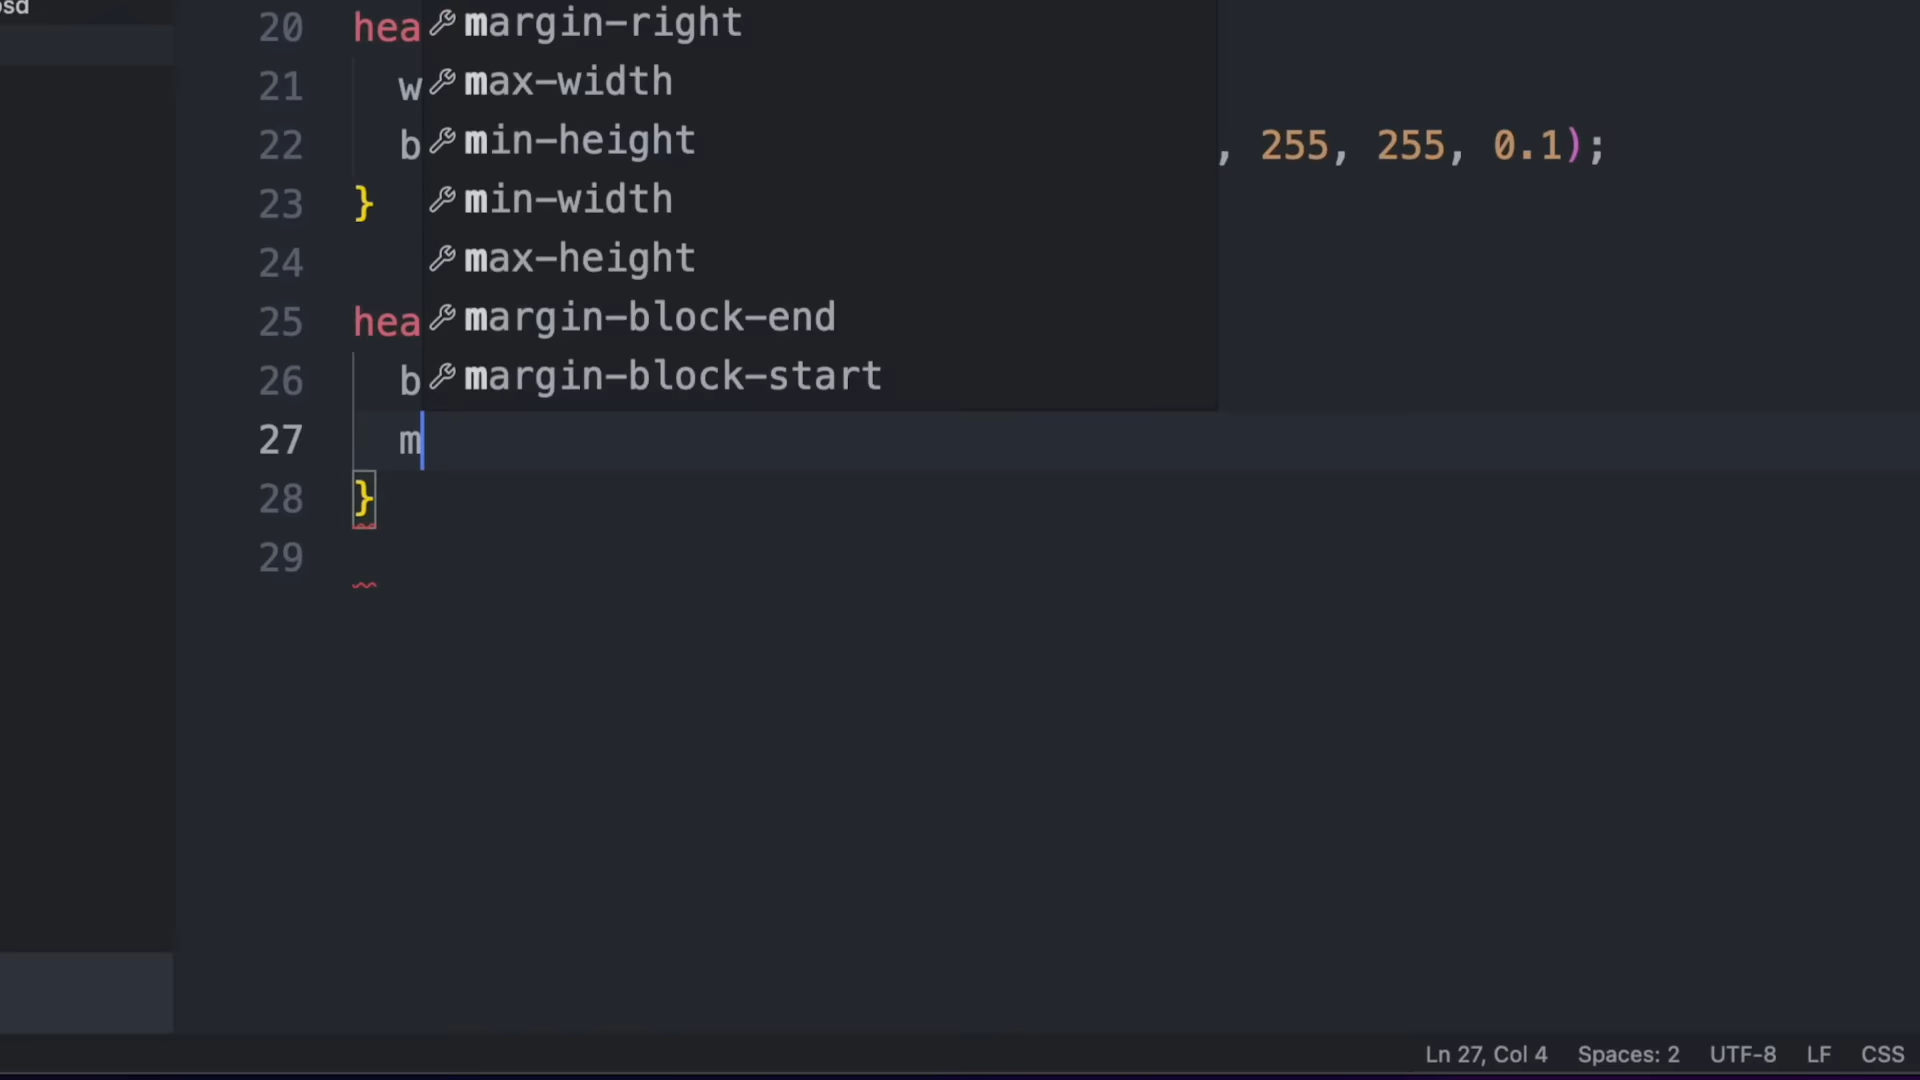 osd
20 hea margin-right
21 w max-width
22 b min-height , 255, 255, 0.1);
23 } min-width
24 max-height
25 hea margin-block-end
26 b margin-block-start
27 m
28 }
29
Ln 27, Col 4 Spaces: 2 UTF-8 LF CSS